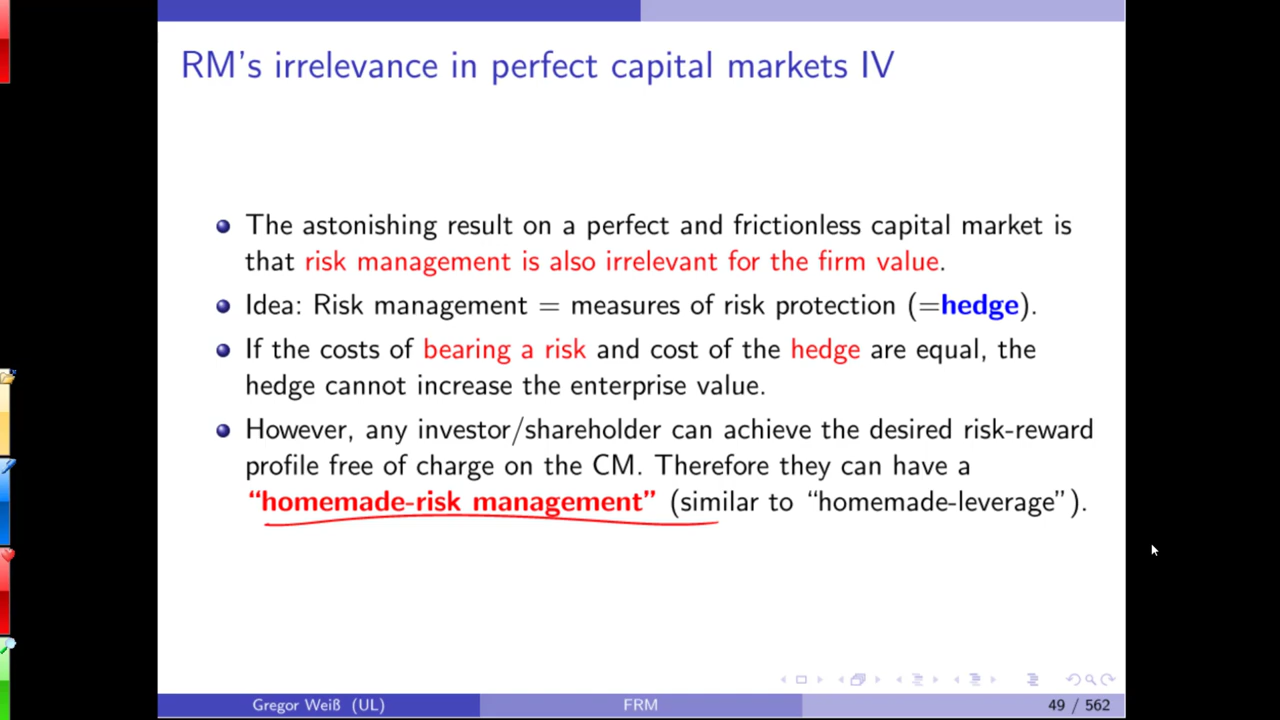 RM's irrelevance in perfect capital markets IV
The astonishing result on a perfect and frictionless capital market is
that risk management is also irrelevant for the firm value.
Idea: Risk management = measures of risk protection (=hedge).
If the costs of bearing a risk and cost of the hedge are equal, the
hedge cannot increase the enterprise value.
However, any investor/shareholder can achieve the desired risk-reward
profile free of charge on the CM. Therefore they can have a
“homemade-risk management” (similar to “homemade-leverage”).
Gregor Weiß (UL) FRM 49 / 562